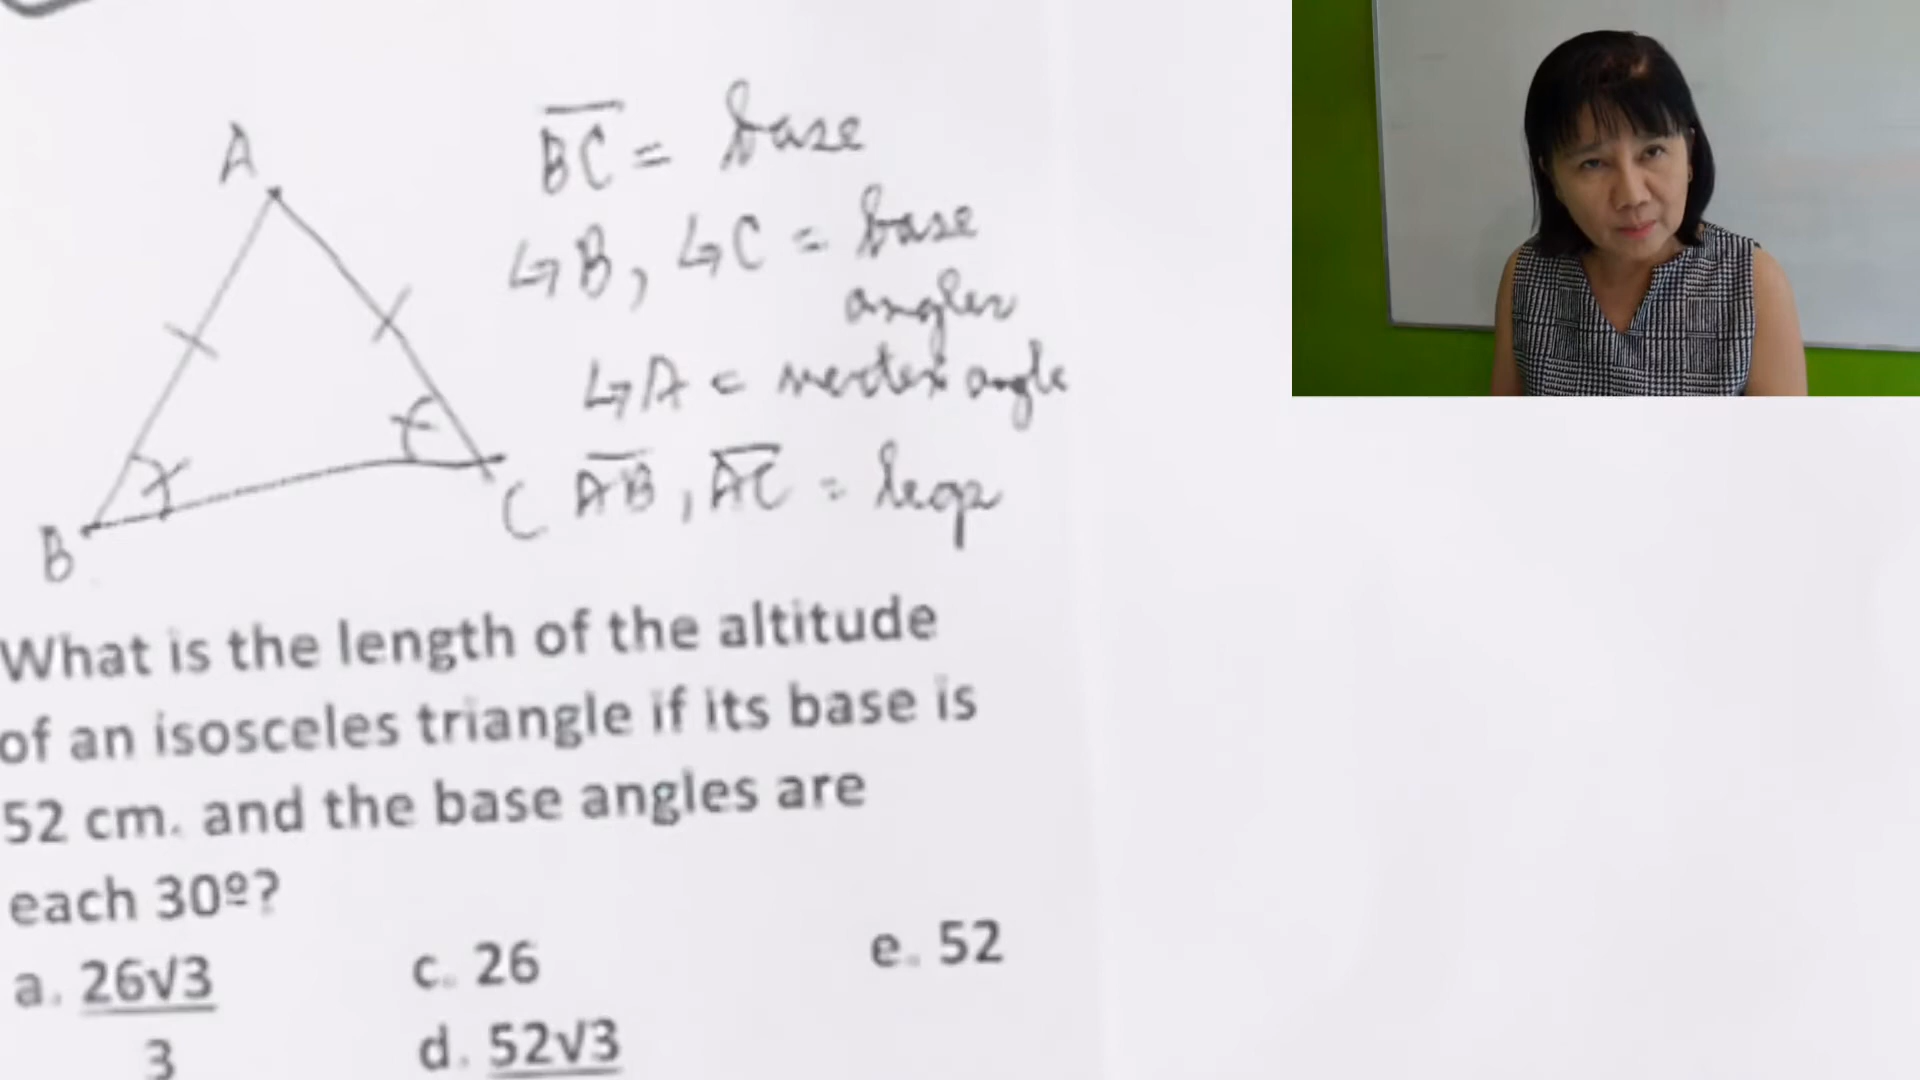 A
B
C
BC = base
∠B, ∠C = base
angles
∠A = vertex angle
AB, AC = legs
What is the length of the altitude
of an isosceles triangle if its base is
52 cm. and the base angles are
each 30º?
a. 26√3
3
c. 26
d. 52√3
e. 52